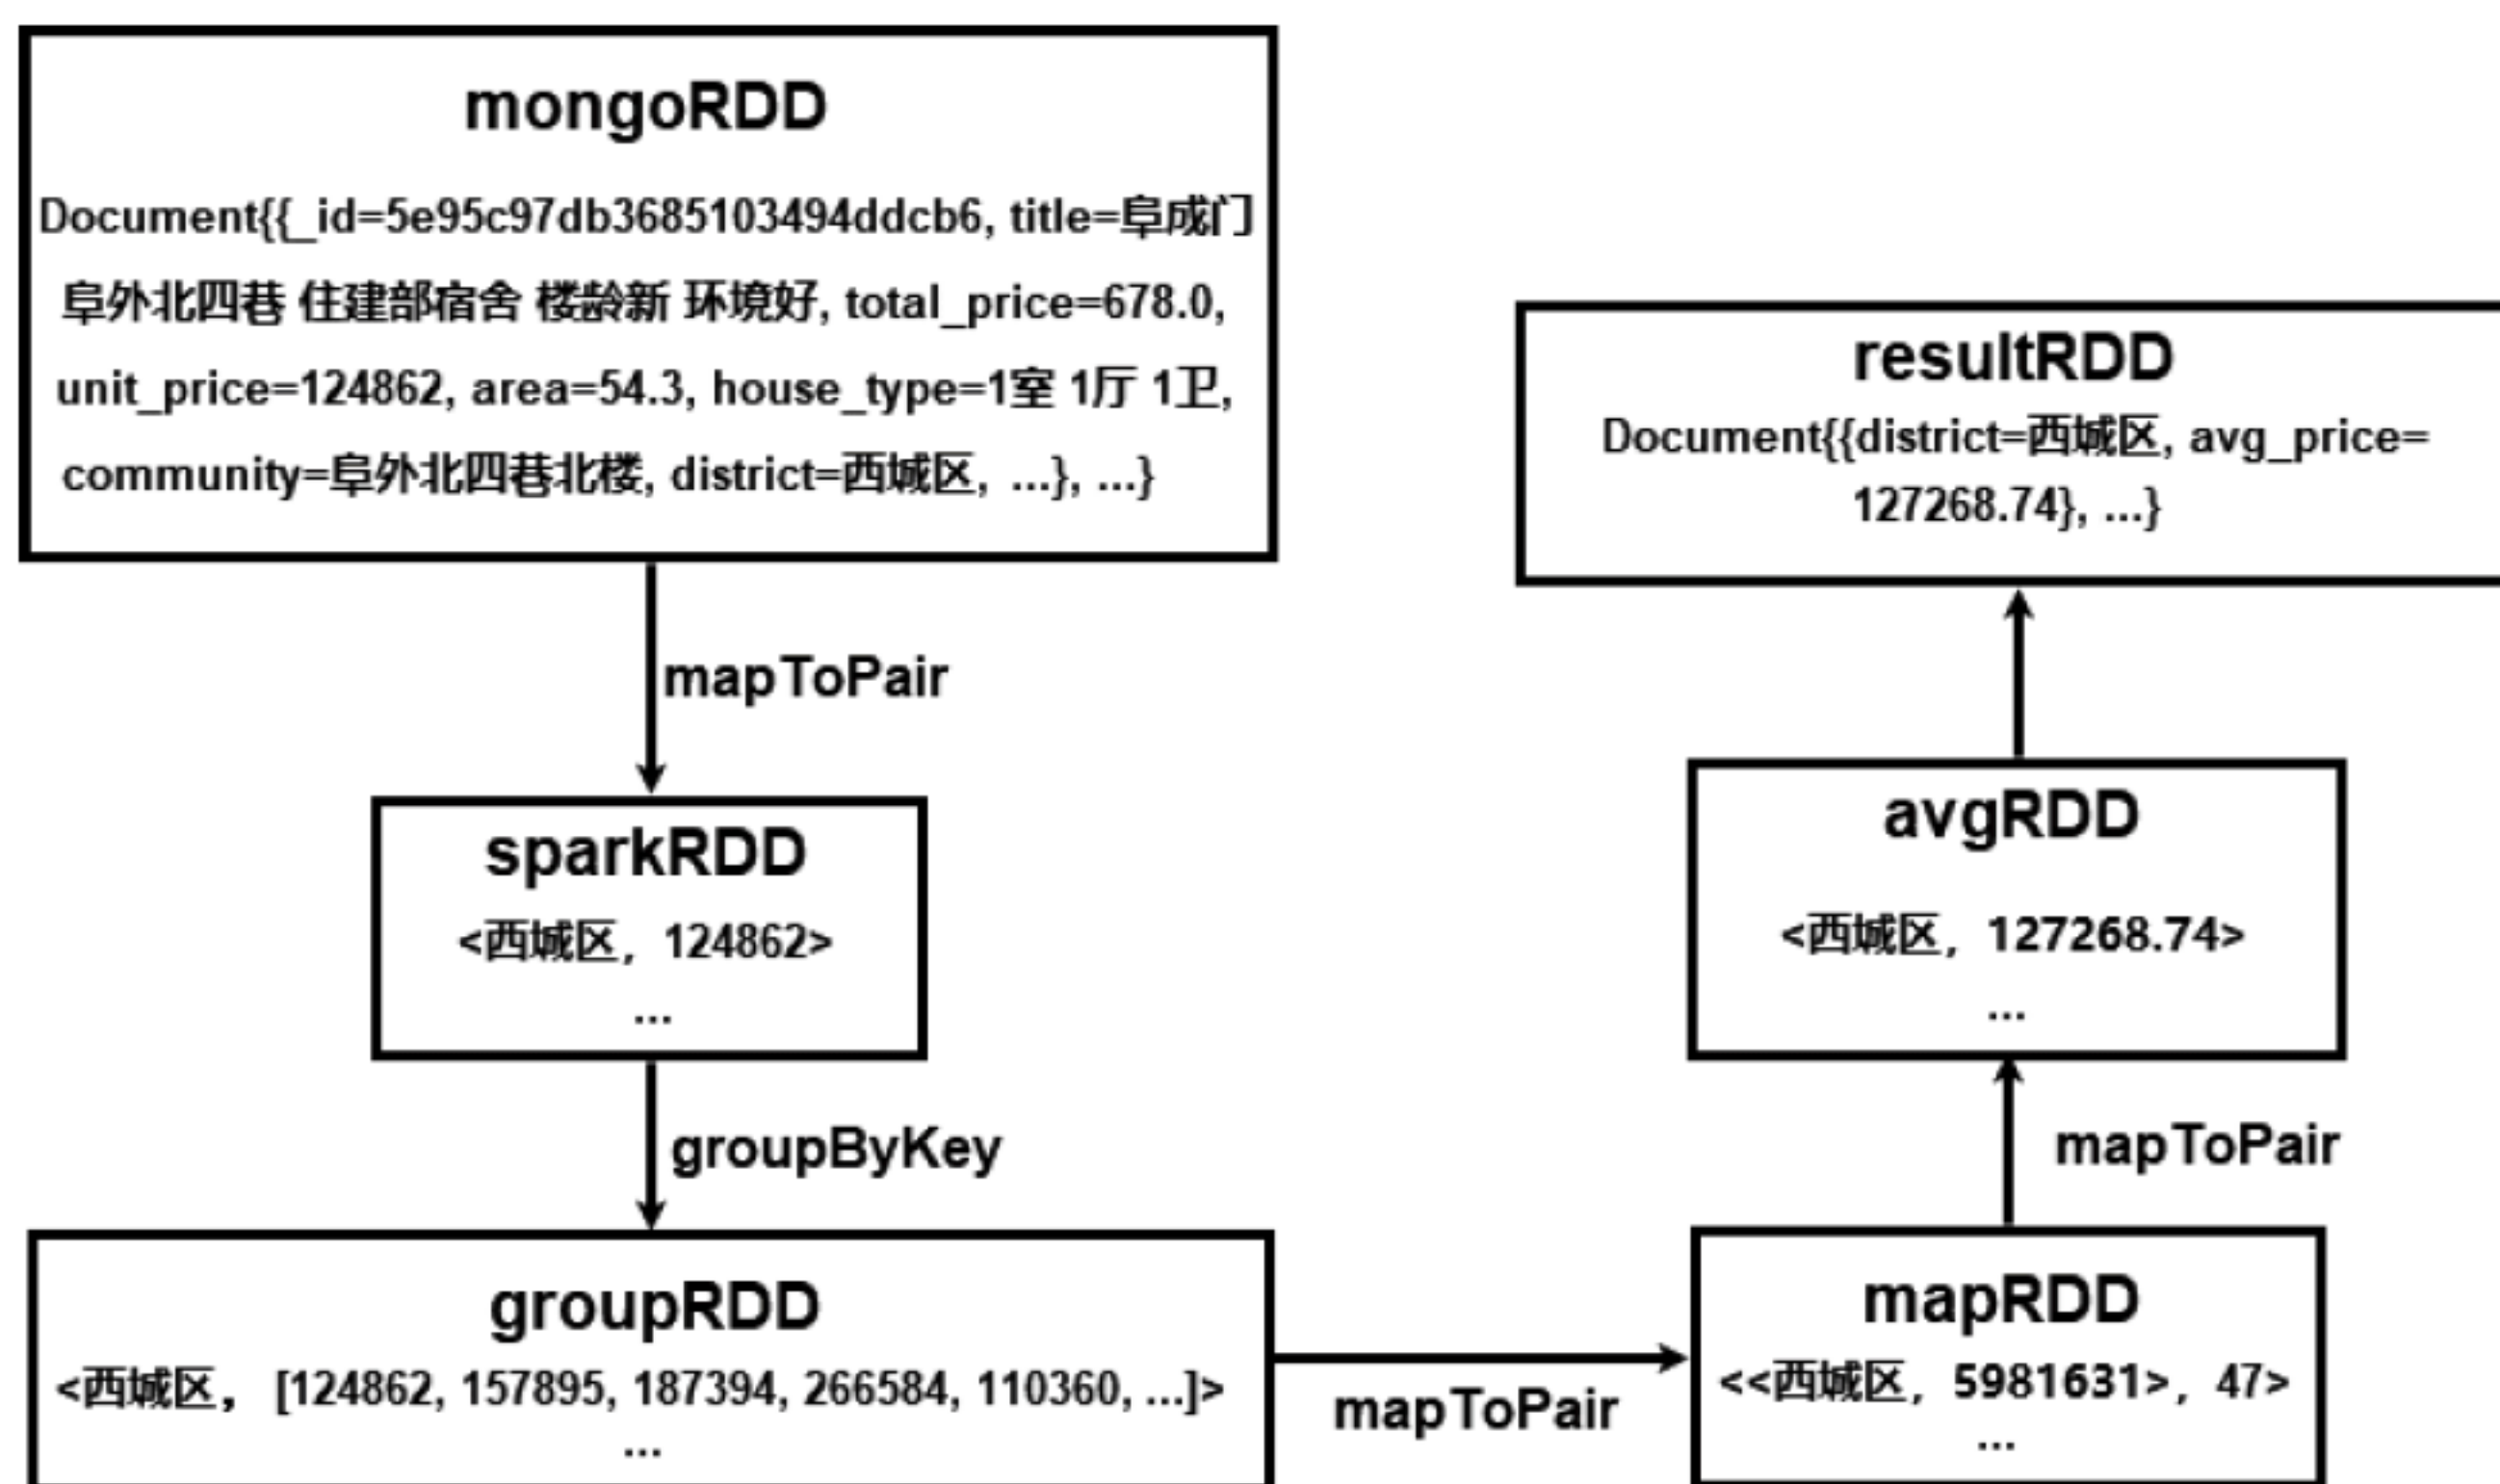 mongoRDD
Document{{_id=5e95c97db3685103494ddcb6, title=阜成门
阜外北四巷 住建部宿舍 楼龄新 环境好, total_price=678.0,
unit_price=124862, area=54.3, house_type=1室 1厅 1卫,
community=阜外北四巷北楼, district=西城区, ...}, ...}
mapToPair
sparkRDD
<西城区, 124862>
...
groupByKey
groupRDD
<西城区, [124862, 157895, 187394, 266584, 110360, ...]>
...
mapToPair
mapRDD
<<西城区, 5981631>, 47>
...
mapToPair
avgRDD
<西城区, 127268.74>
...
resultRDD
Document{{district=西城区, avg_price=
127268.74}, ...}